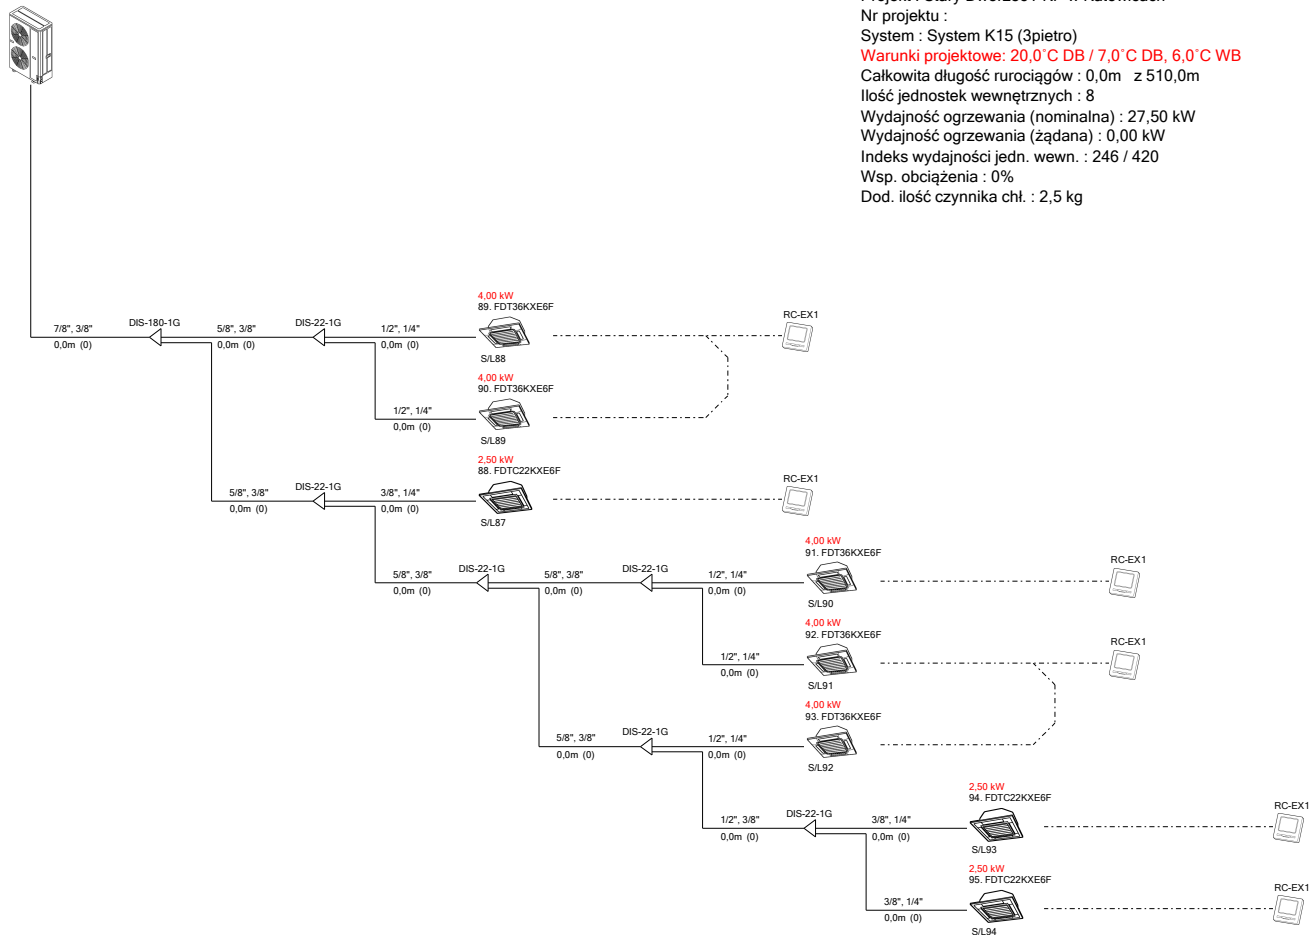 Nr projektu :
System : System K15 (3pietro)
Warunki projektowe: 20,0°C DB / 7,0°C DB, 6,0°C WB
Całkowita długość rurociągów : 0,0m z 510,0m
Ilość jednostek wewnętrznych : 8
Wydajność ogrzewania (nominalna) : 27,50 kW
Wydajność ogrzewania (żądana) : 0,00 kW
Indeks wydajności jedn. wewn. : 246 / 420
Wsp. obciążenia : 0%
Dod. ilość czynnika chł. : 2,5 kg
4,00 kW
89. FDT36KXE6F
RC-EX1
7/8", 3/8" DIS-180-1G 5/8", 3/8" DIS-22-1G 1/2", 1/4"
0,0m (0) 0,0m (0) 0,0m (0)
S/L88
4,00 kW
90. FDT36KXE6F
1/2", 1/4"
0,0m (0)
S/L89
2,50 kW
88. FDTC22KXE6F
RC-EX1
5/8", 3/8" DIS-22-1G 3/8", 1/4"
0,0m (0) 0,0m (0)
S/L87
4,00 kW
91. FDT36KXE6F
RC-EX1
5/8", 3/8" DIS-22-1G 5/8", 3/8" DIS-22-1G 1/2", 1/4"
0,0m (0) 0,0m (0) 0,0m (0)
S/L90
4,00 kW
92. FDT36KXE6F
RC-EX1
1/2", 1/4"
0,0m (0)
S/L91
4,00 kW
93. FDT36KXE6F
5/8", 3/8" DIS-22-1G 1/2", 1/4"
0,0m (0) 0,0m (0)
S/L92
2,50 kW
94. FDTC22KXE6F
RC-EX1
1/2", 3/8" DIS-22-1G 3/8", 1/4"
0,0m (0) 0,0m (0)
S/L93
2,50 kW
95. FDTC22KXE6F
RC-EX1
3/8", 1/4"
0,0m (0)
S/L94